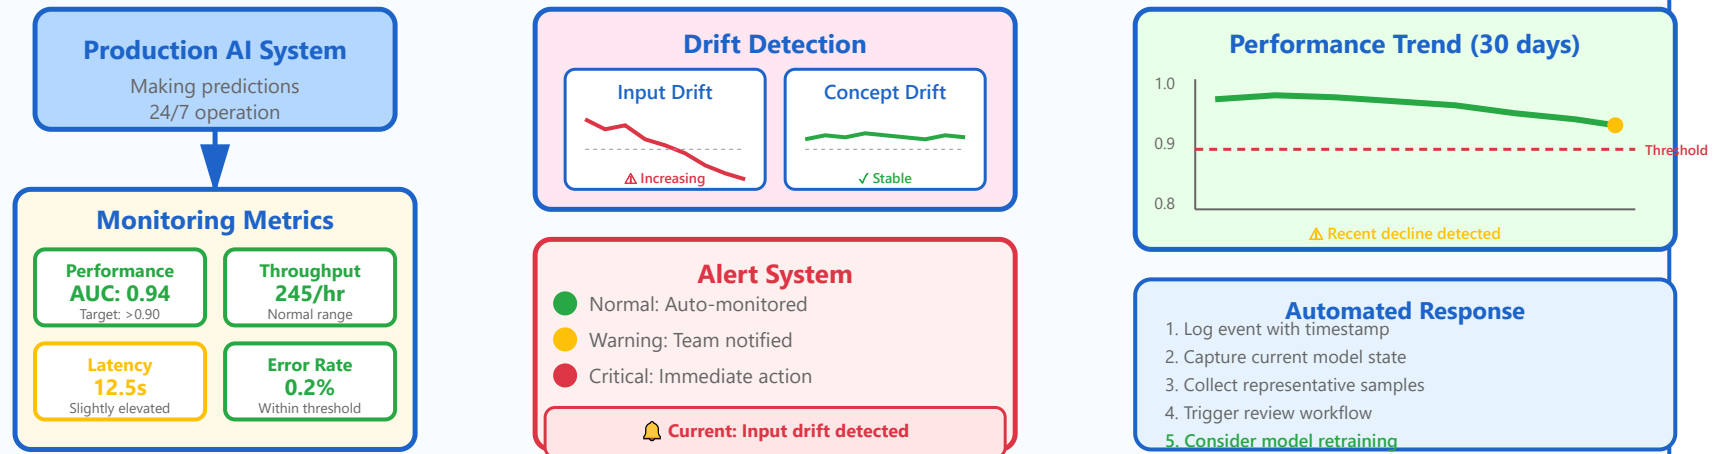 Production AI System
Making predictions
24/7 operation
Monitoring Metrics
Performance
AUC: 0.94
Target: >0.90
Throughput
245/hr
Normal range
Latency
12.5s
Slightly elevated
Error Rate
0.2%
Within threshold
Drift Detection
Input Drift
⚠ Increasing
Concept Drift
✓ Stable
Alert System
Normal: Auto-monitored
Warning: Team notified
Critical: Immediate action
🔔 Current: Input drift detected
Performance Trend (30 days)
1.0
0.9
0.8
Threshold
⚠ Recent decline detected
Automated Response
1. Log event with timestamp
2. Capture current model state
3. Collect representative samples
4. Trigger review workflow
5. Consider model retraining